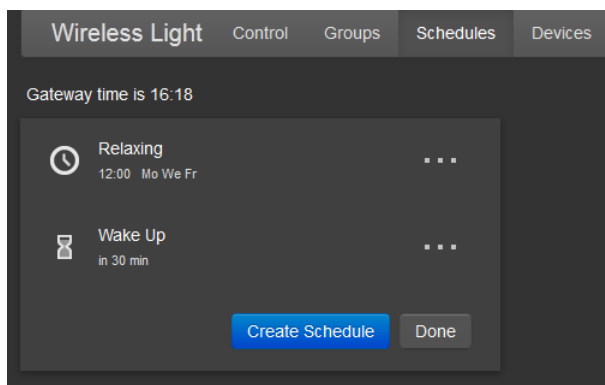 Wireless Light Control Groups Schedules Devices
Gateway time is 16:18
Relaxing
12:00 Mo We Fr
Wake Up
in 30 min
Create Schedule Done